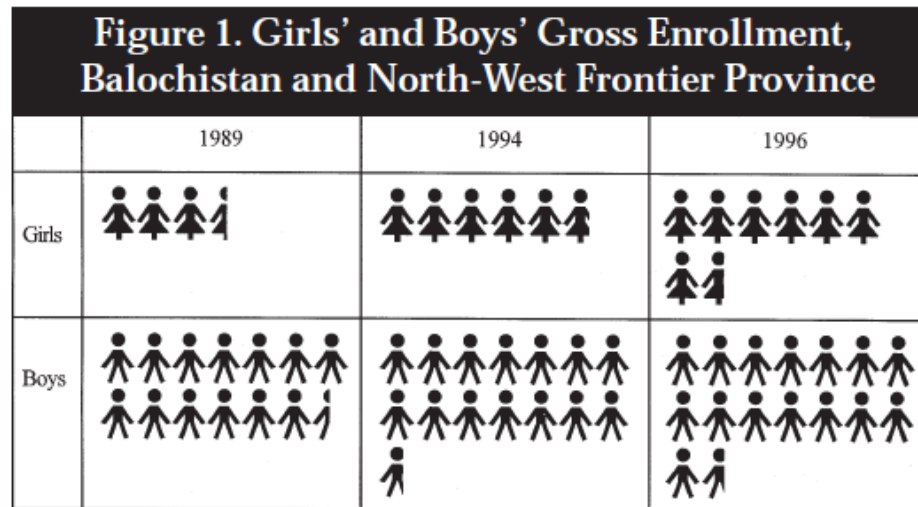 Figure 1. Girls’ and Boys’ Gross Enrollment,
Balochistan and North-West Frontier Province
1989
1994
1996
Girls
Boys